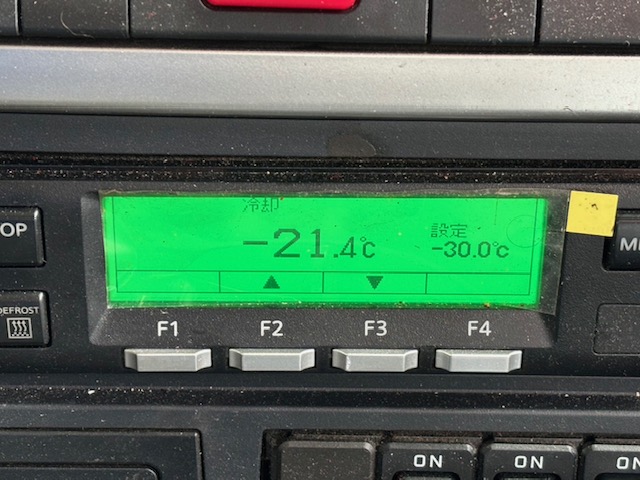 冷却
-21.4℃
設定
-30.0℃
▲ ▼
OP
F1 F2 F3 F4
DEFROST
ON ON ON